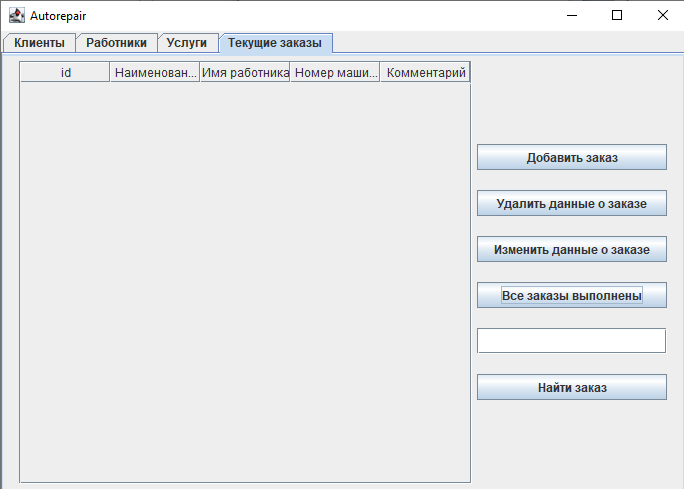 Autorepair
Клиенты Работники Услуги Текущие заказы
id Наименован... Имя работника Номер маши... Комментарий
Добавить заказ
Удалить данные о заказе
Изменить данные о заказе
Все заказы выполнены
Найти заказ